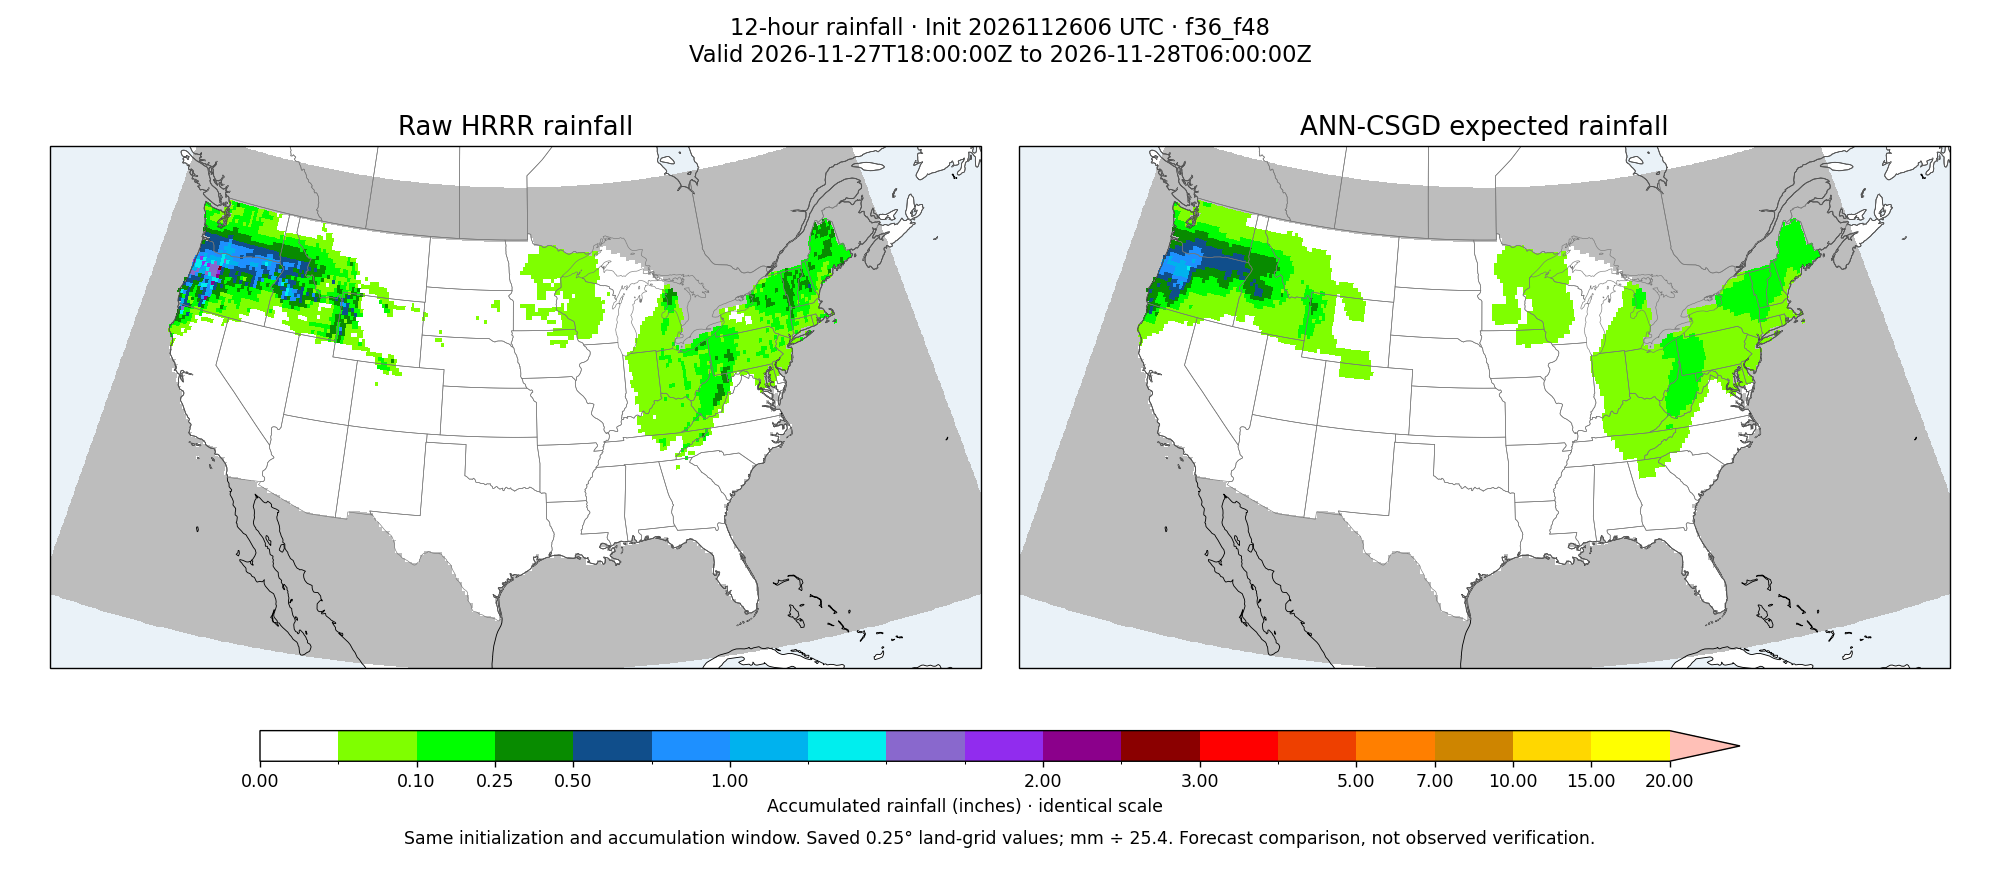 12-hour rainfall · Init 2026112606 UTC · f36_f48
Valid 2026-11-27T18:00:00Z to 2026-11-28T06:00:00Z
Raw HRRR rainfall
ANN-CSGD expected rainfall
0.00 0.10 0.25 0.50 1.00 2.00 3.00 5.00 7.00 10.00 15.00 20.00
Accumulated rainfall (inches) · identical scale
Same initialization and accumulation window. Saved 0.25° land-grid values; mm ÷ 25.4. Forecast comparison, not observed verification.